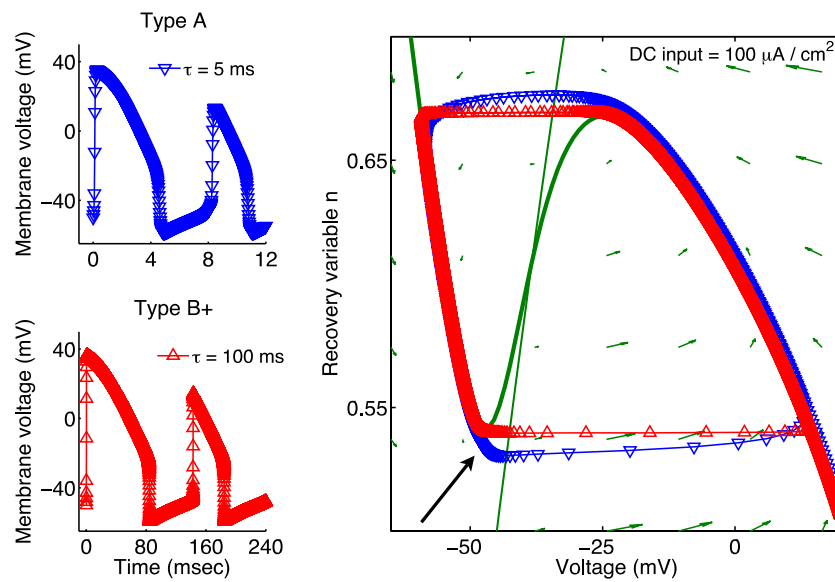 Type A
Membrane voltage (mV)
40
0
−40
τ = 5 ms
0
4
8
12
Type B+
Membrane voltage (mV)
40
0
−40
τ = 100 ms
0
80
160
240
Time (msec)
DC input = 100 μA / cm²
Recovery variable n
0.65
0.55
−50
−25
0
Voltage (mV)